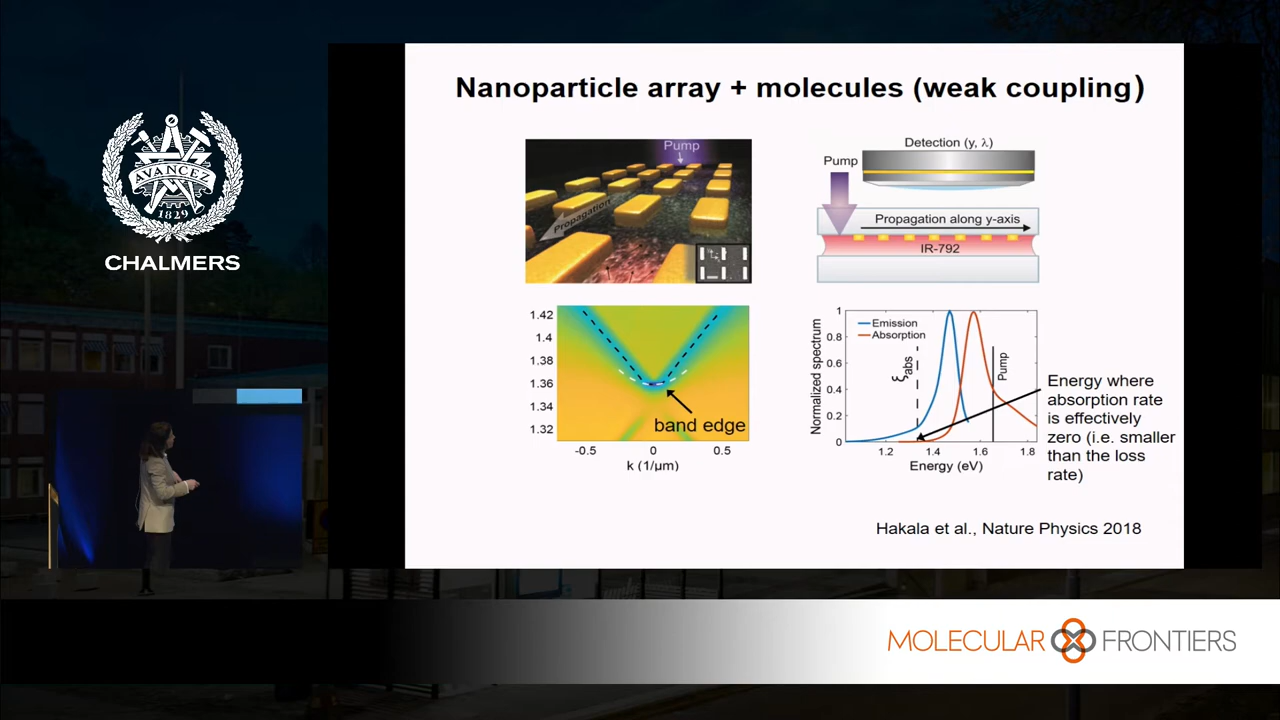 AVANCEZ
1829
CHALMERS
Nanoparticle array + molecules (weak coupling)
Pump
Propagation
Detection (y, λ)
Pump
Propagation along y-axis
IR-792
1.42
1.4
1.38
1.36
1.34
1.32
band edge
-0.5
0
0.5
k (1/µm)
Normalized spectrum
1
0.8
0.6
0.4
0.2
0
Emission
Absorption
ξabs
Pump
1.2
1.4
1.6
1.8
Energy (eV)
Energy where
absorption rate
is effectively
zero (i.e. smaller
than the loss
rate)
Hakala et al., Nature Physics 2018
MOLECULAR FRONTIERS